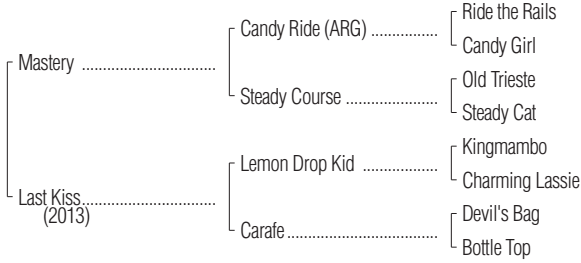 Ride the Rails
Candy Ride (ARG) ..................
Candy Girl
Mastery ................................
Old Trieste
Steady Course .......................
Steady Cat
Kingmambo
Lemon Drop Kid ....................
Charming Lassie
Last Kiss................................
(2013)
Devil's Bag
Carafe.....................................
Bottle Top